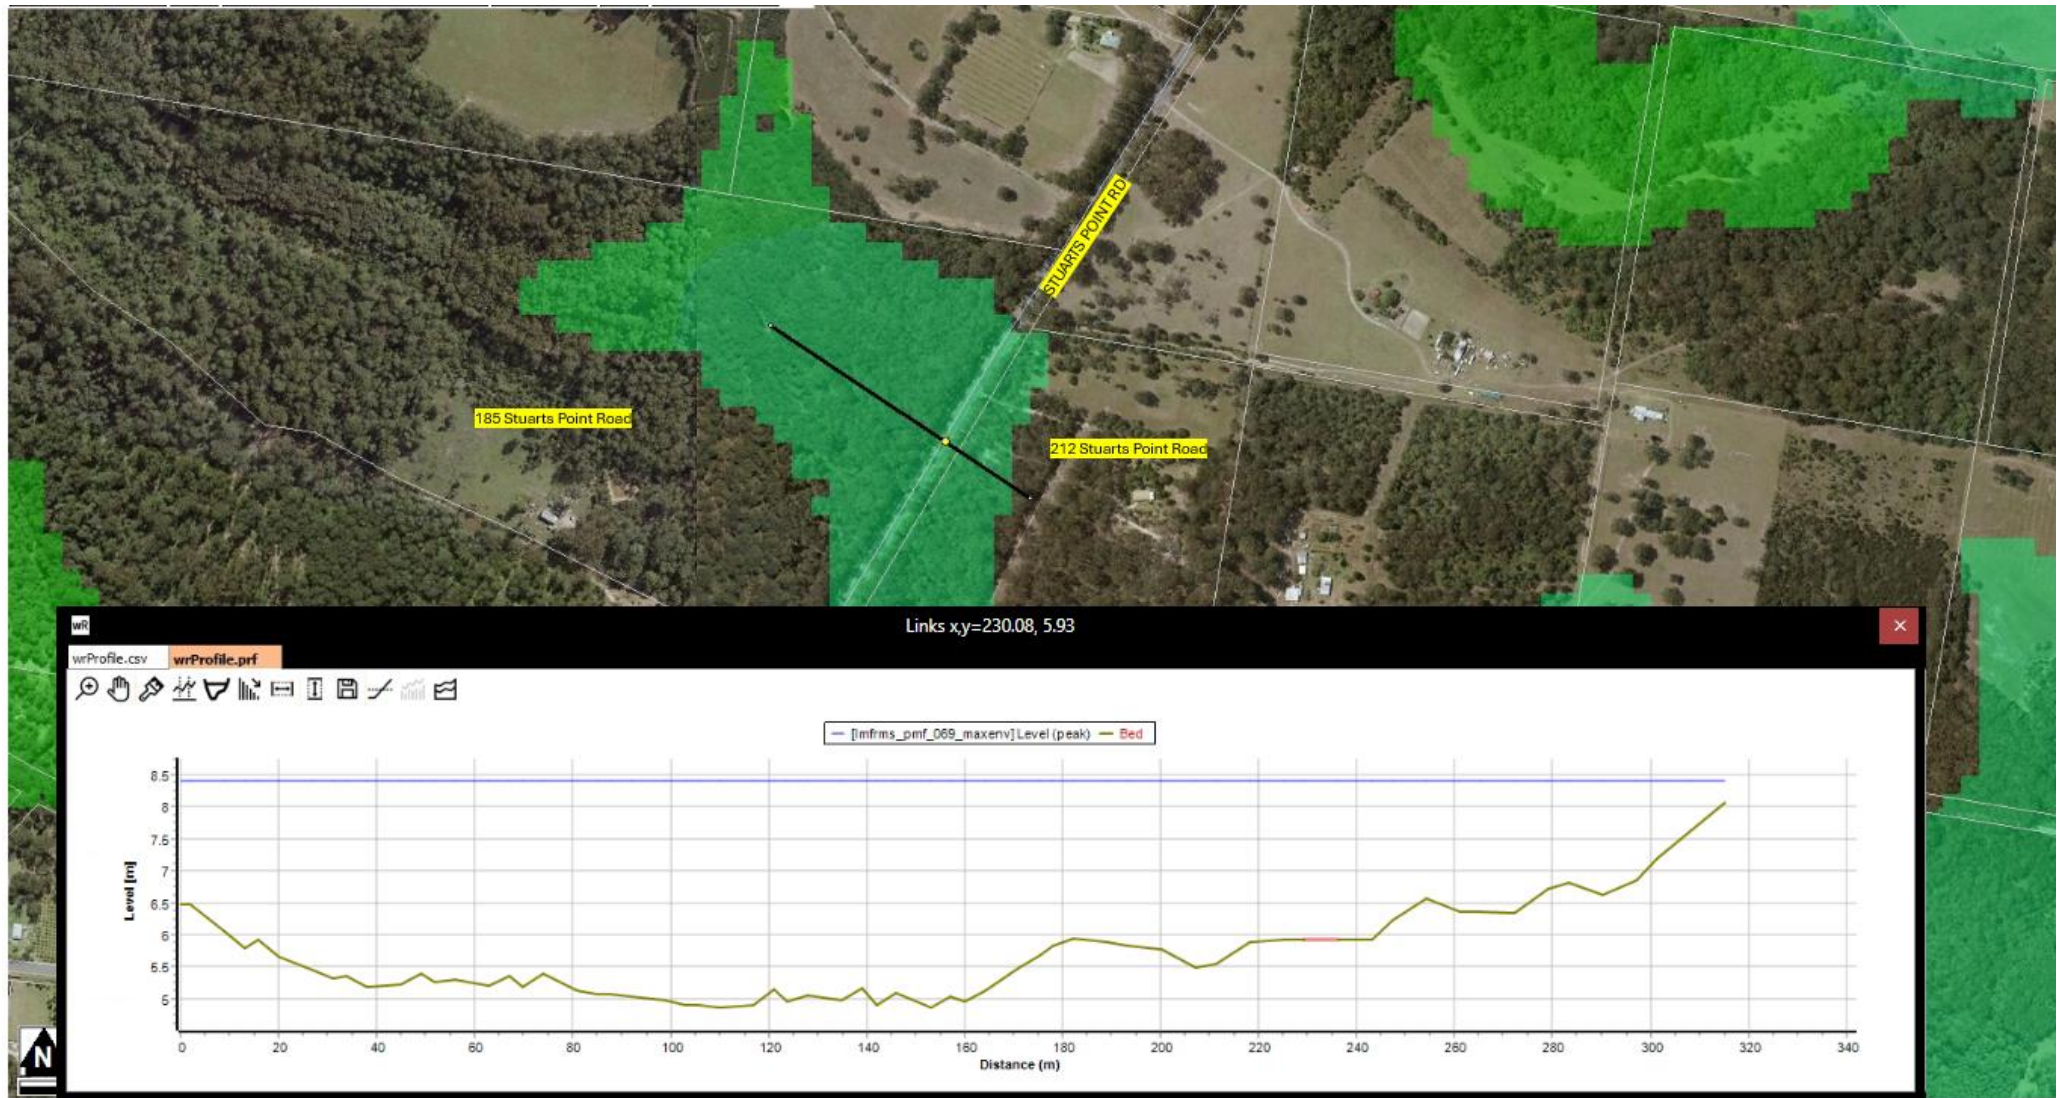 STUARTS POINT RD
185 Stuarts Point Road
212 Stuarts Point Road
wR
Links x,y=230.08, 5.93
wrProfile.csv
wrProfile.prf
[lmfrms_pmf_069_maxenv] Level (peak)
Bed
Level [m]
8.5
8
7.5
7
6.5
6
5.5
5
0 20 40 60 80 100 120 140 160 180 200 220 240 260 280 300 320 340
Distance (m)
N